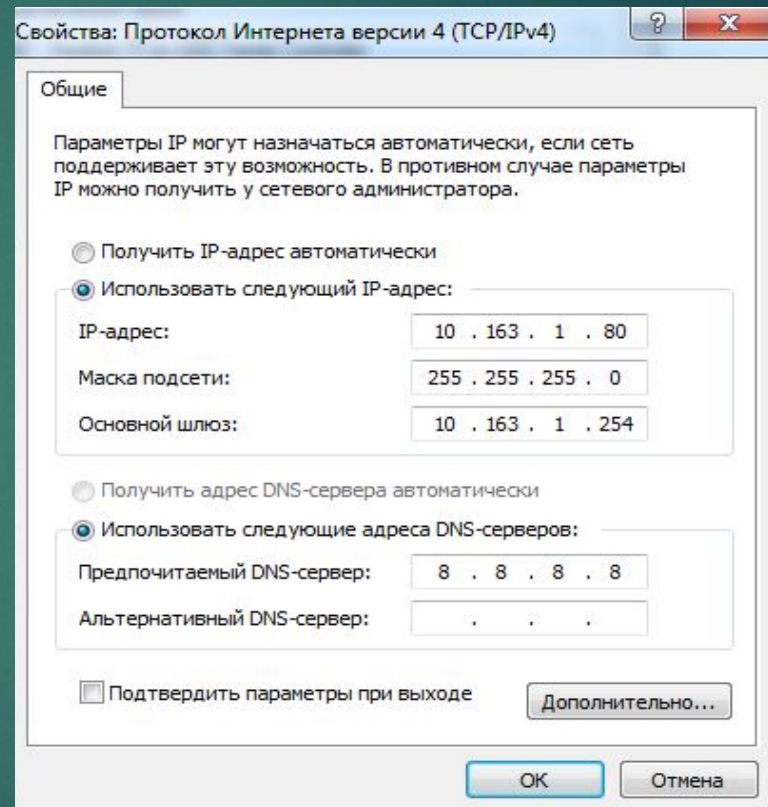 Свойства: Протокол Интернета версии 4 (TCP/IPv4)
?
X
Общие
Параметры IP могут назначаться автоматически, если сеть
поддерживает эту возможность. В противном случае параметры
IP можно получить у сетевого администратора.
Получить IP-адрес автоматически
Использовать следующий IP-адрес:
IP-адрес: 10 . 163 . 1 . 80
Маска подсети: 255 . 255 . 255 . 0
Основной шлюз: 10 . 163 . 1 . 254
Получить адрес DNS-сервера автоматически
Использовать следующие адреса DNS-серверов:
Предпочитаемый DNS-сервер: 8 . 8 . 8 . 8
Альтернативный DNS-сервер: . . .
Подтвердить параметры при выходе
Дополнительно...
ОК Отмена